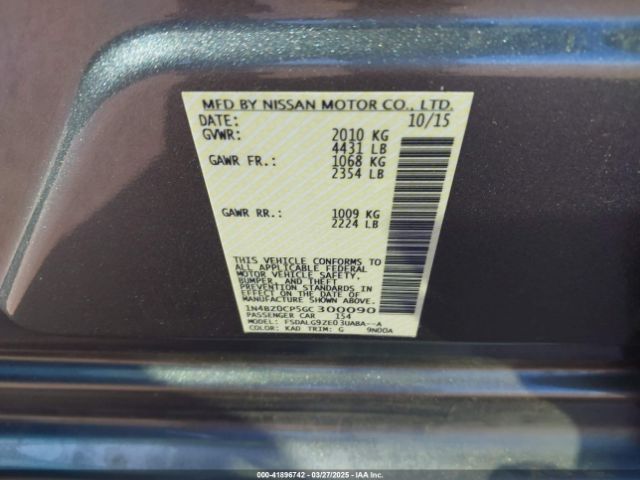 MFD BY NISSAN MOTOR CO., LTD.
DATE: 10/15
GVWR: 2010 KG
4431 LB
GAWR FR.: 1068 KG
2354 LB
GAWR RR.: 1009 KG
2224 LB
THIS VEHICLE CONFORMS TO
ALL APPLICABLE FEDERAL
MOTOR VEHICLE SAFETY,
BUMPER, AND THEFT
PREVENTION STANDARDS IN
EFFECT ON THE DATE OF
MANUFACTURE SHOWN ABOVE.
1N4BZ0CP5GC300090
PASSENGER CAR 154
MODEL: FSDALG9ZE03UABA--A
COLOR: KAD TRIM: G 9N00A
000-41896742 03/27/2025 IAA Inc.